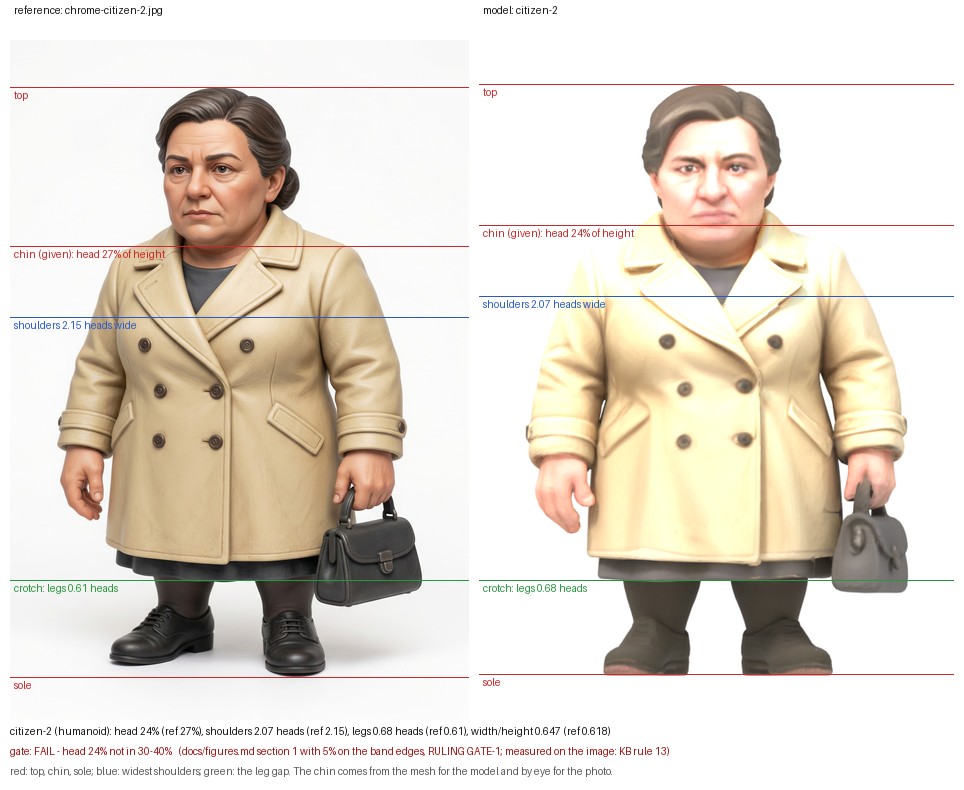 reference: chrome-citizen-2.jpg
model: citizen-2
top
top
chin (given): head 27% of height
chin (given): head 24% of height
shoulders 2.15 heads wide
shoulders 2.07 heads wide
crotch: legs 0.61 heads
crotch: legs 0.68 heads
sole
sole
citizen-2 (humanoid): head 24% (ref 27%), shoulders 2.07 heads (ref 2.15), legs 0.68 heads (ref 0.61), width/height 0.647 (ref 0.618)
gate: FAIL - head 24% not in 30-40% (docs/figures.md section 1 with 5% on the band edges, RULING GATE-1; measured on the image: KB rule 13)
red: top, chin, sole; blue: widest shoulders; green: the leg gap. The chin comes from the mesh for the model and by eye for the photo.